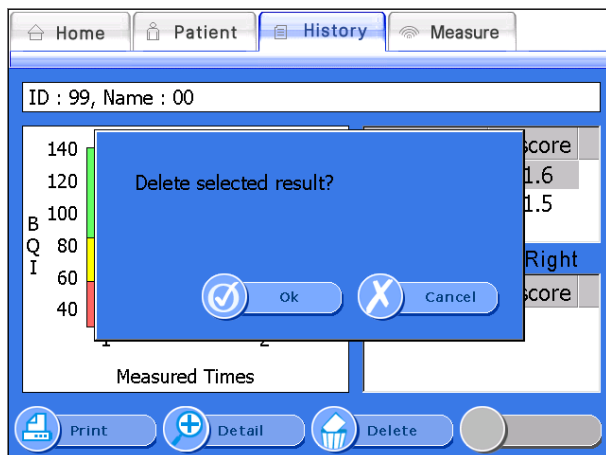 Home Patient History Measure
ID : 99, Name : 00
140
120
100
80
60
40
BQI
1 2
Measured Times
Delete selected result?
Ok Cancel
score
1.6
1.5
Right
score
Print Detail Delete